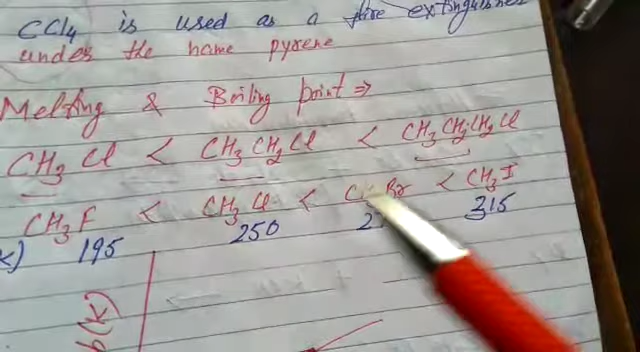 CCl4 is used as a fire extinguisher
under the name pyrene
Melting & Boiling point ⇒
CH3Cl < CH3CH2Cl < CH3CH2CH2Cl
CH3F < CH3Cl < < CH3I
K) 195 250 315
(K)